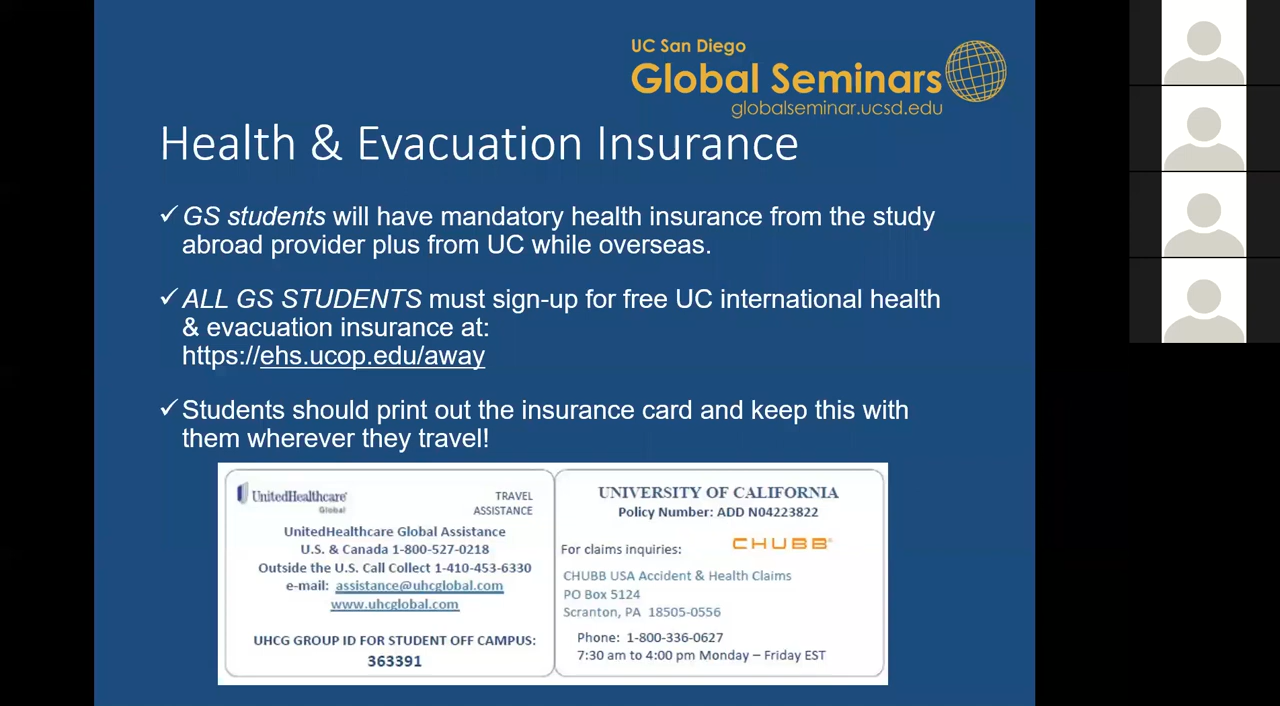 UC San Diego
Global Seminars
globalseminar.ucsd.edu
Health & Evacuation Insurance
✓ GS students will have mandatory health insurance from the study
abroad provider plus from UC while overseas.
✓ ALL GS STUDENTS must sign-up for free UC international health
& evacuation insurance at:
https://ehs.ucop.edu/away
✓ Students should print out the insurance card and keep this with
them wherever they travel!
UnitedHealthcare
Global
TRAVEL
ASSISTANCE
UnitedHealthcare Global Assistance
U.S. & Canada 1-800-527-0218
Outside the U.S. Call Collect 1-410-453-6330
e-mail: assistance@uhcglobal.com
www.uhcglobal.com
UHCG GROUP ID FOR STUDENT OFF CAMPUS:
363391
UNIVERSITY OF CALIFORNIA
Policy Number: ADD N04223822
For claims inquiries:
CHUBB®
CHUBB USA Accident & Health Claims
PO Box 5124
Scranton, PA 18505-0556
Phone: 1-800-336-0627
7:30 am to 4:00 pm Monday – Friday EST